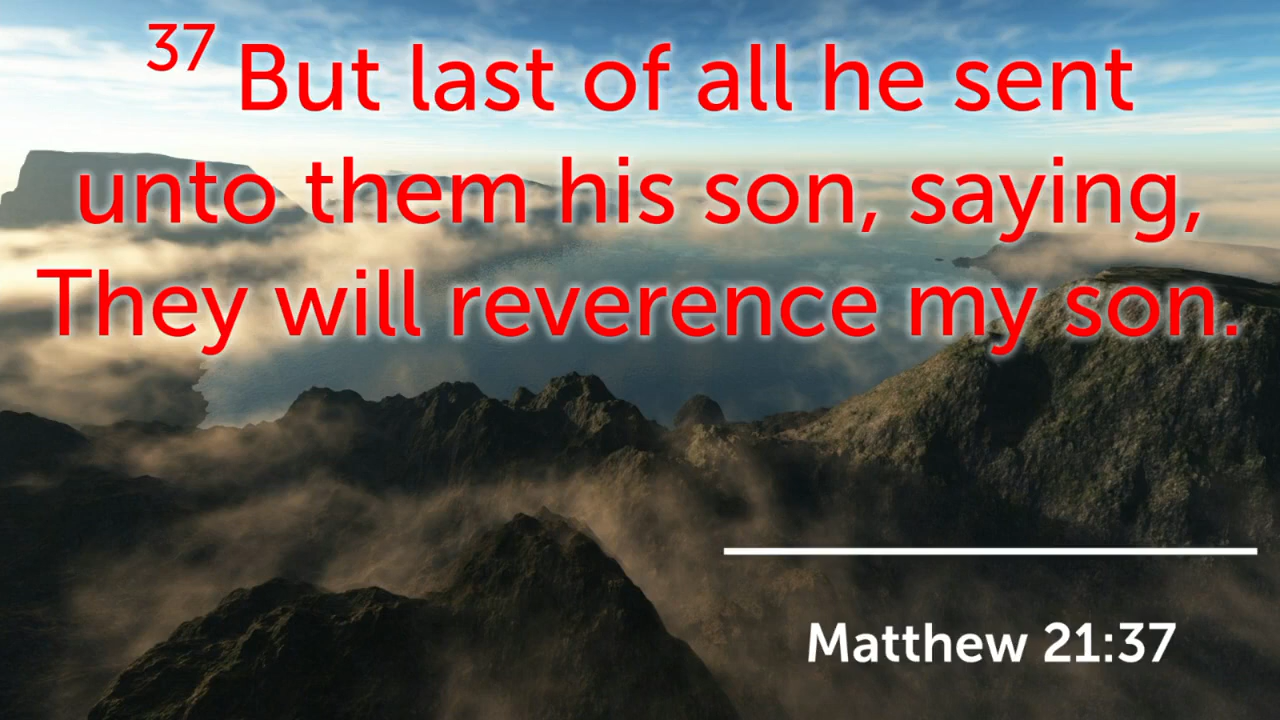 37 But last of all he sent
unto them his son, saying,
They will reverence my son.
Matthew 21:37